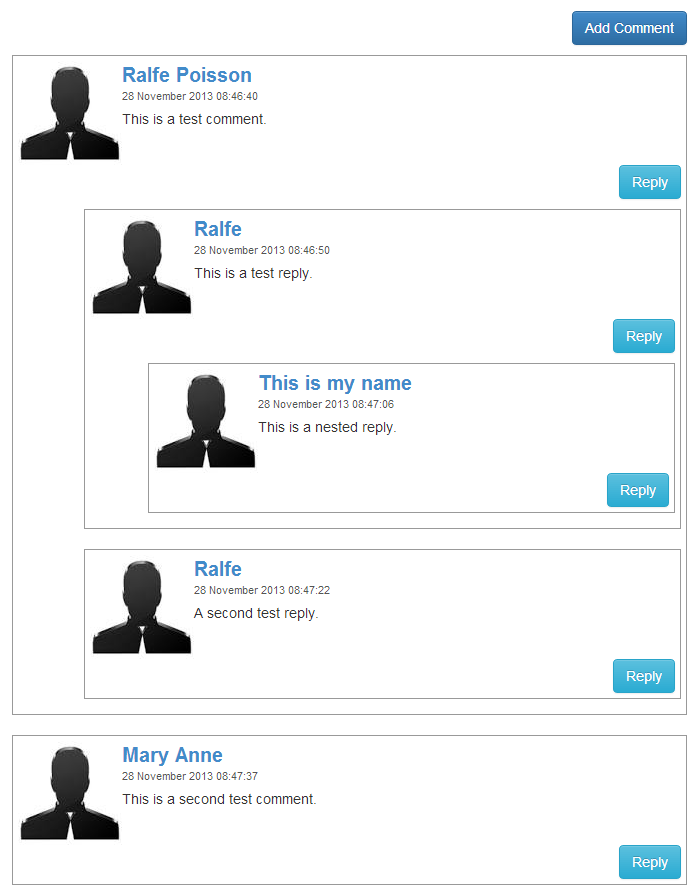 Add Comment
Ralfe Poisson
28 November 2013 08:46:40
This is a test comment.
Reply
Ralfe
28 November 2013 08:46:50
This is a test reply.
Reply
This is my name
28 November 2013 08:47:06
This is a nested reply.
Reply
Ralfe
28 November 2013 08:47:22
A second test reply.
Reply
Mary Anne
28 November 2013 08:47:37
This is a second test comment.
Reply